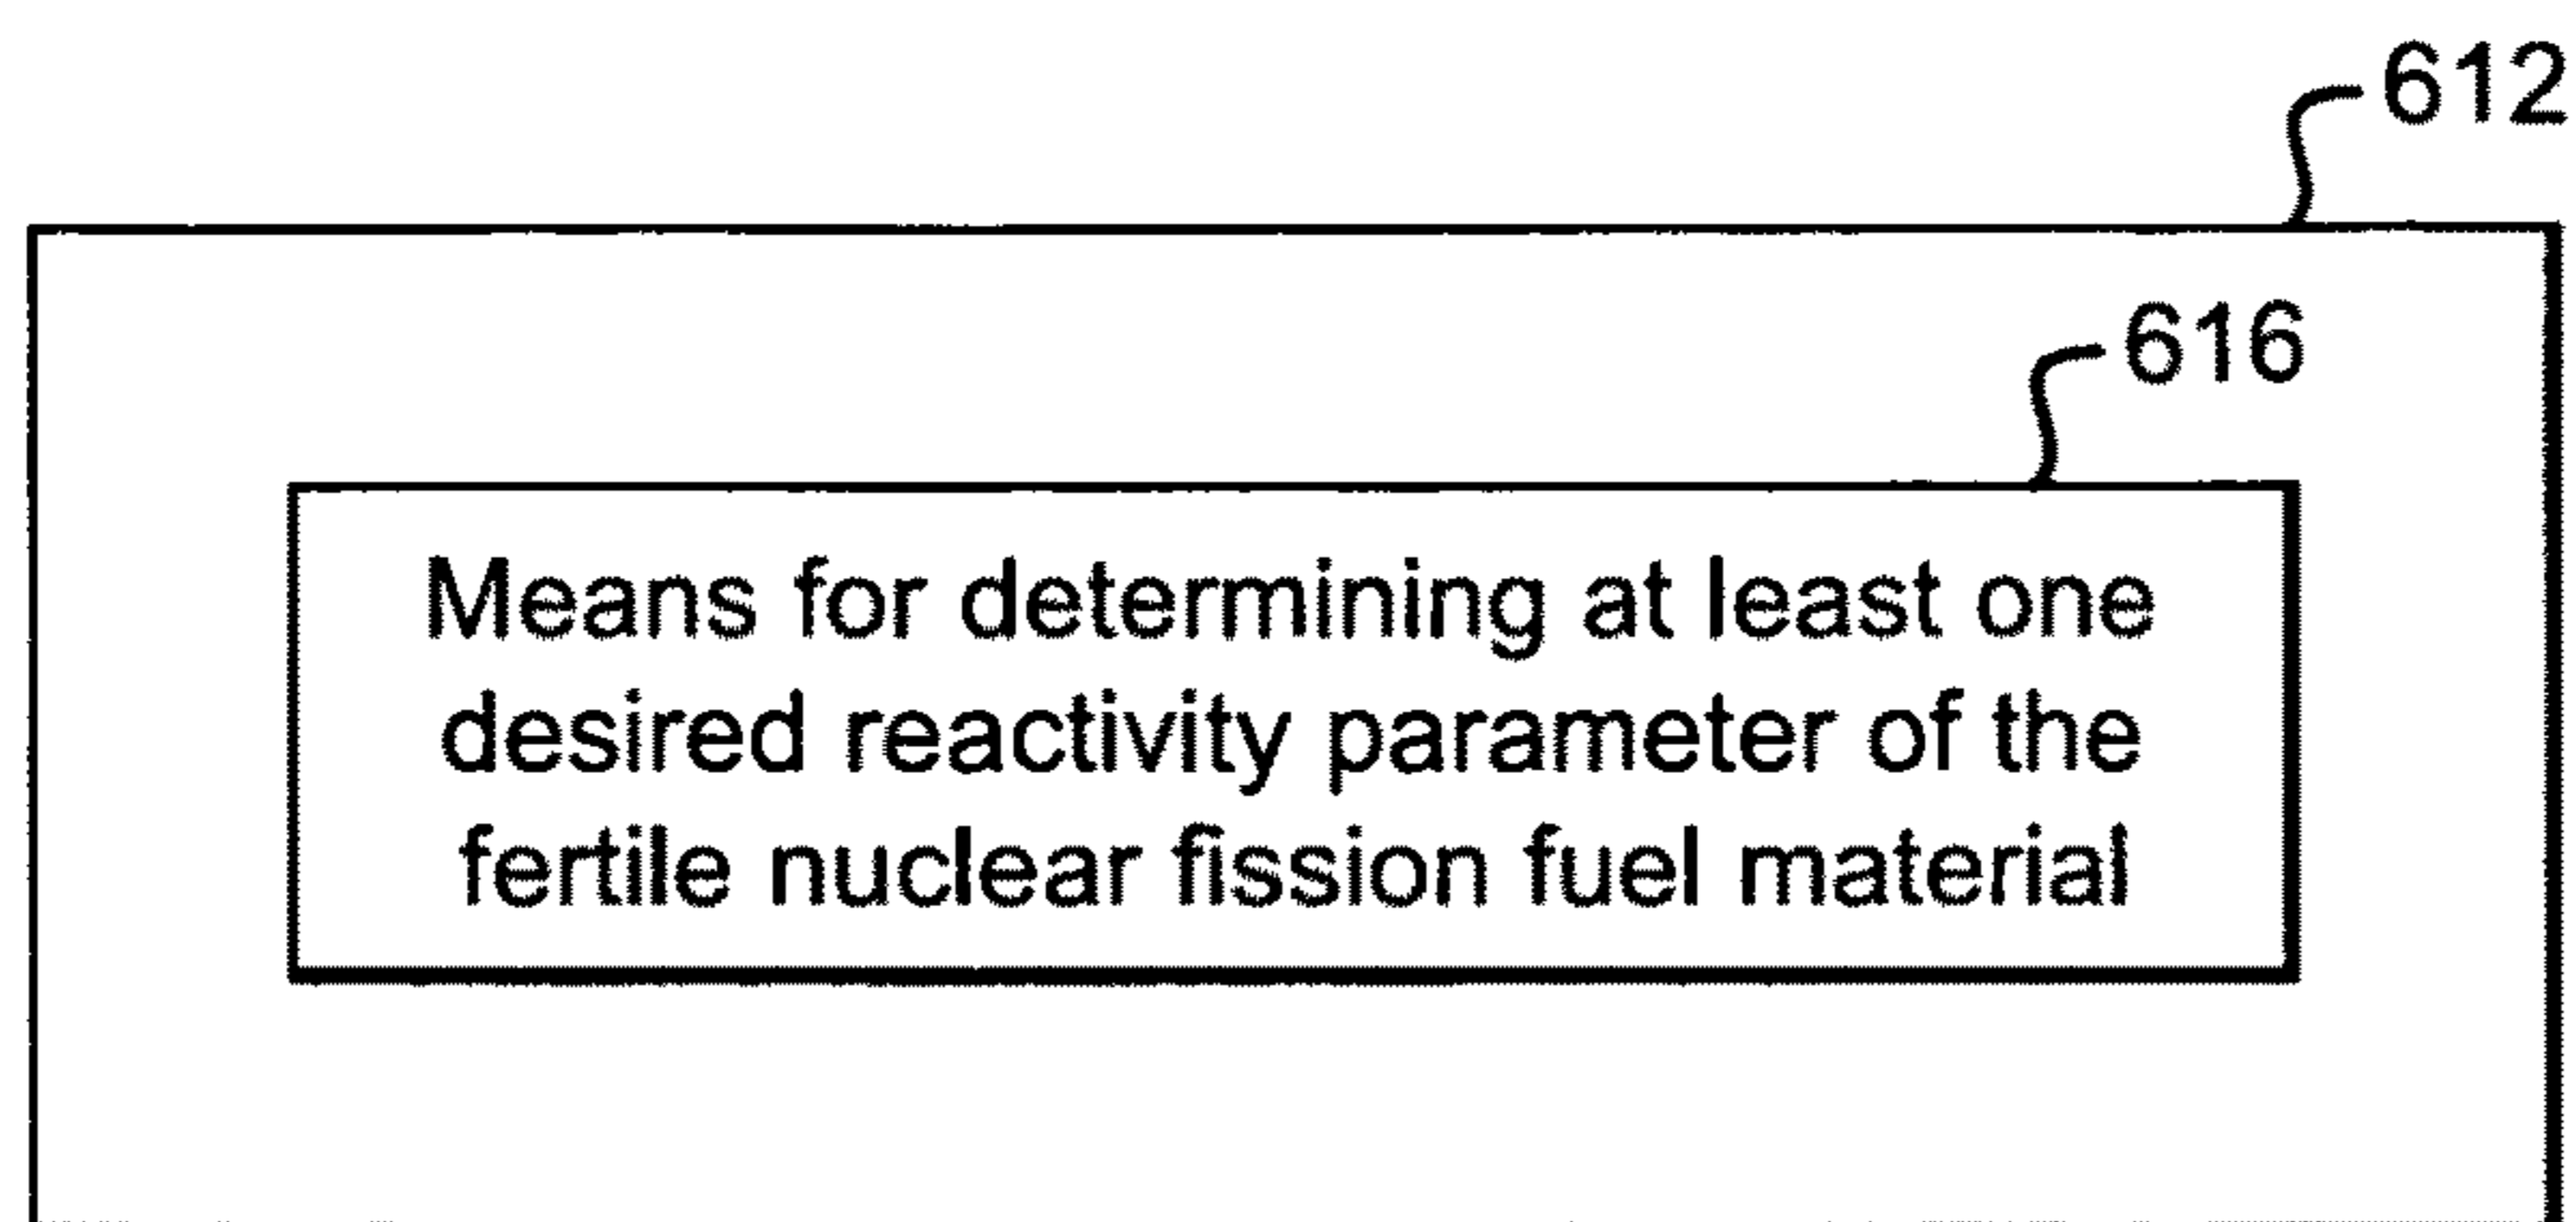 612
616
Means for determining at least one
desired reactivity parameter of the
fertile nuclear fission fuel material